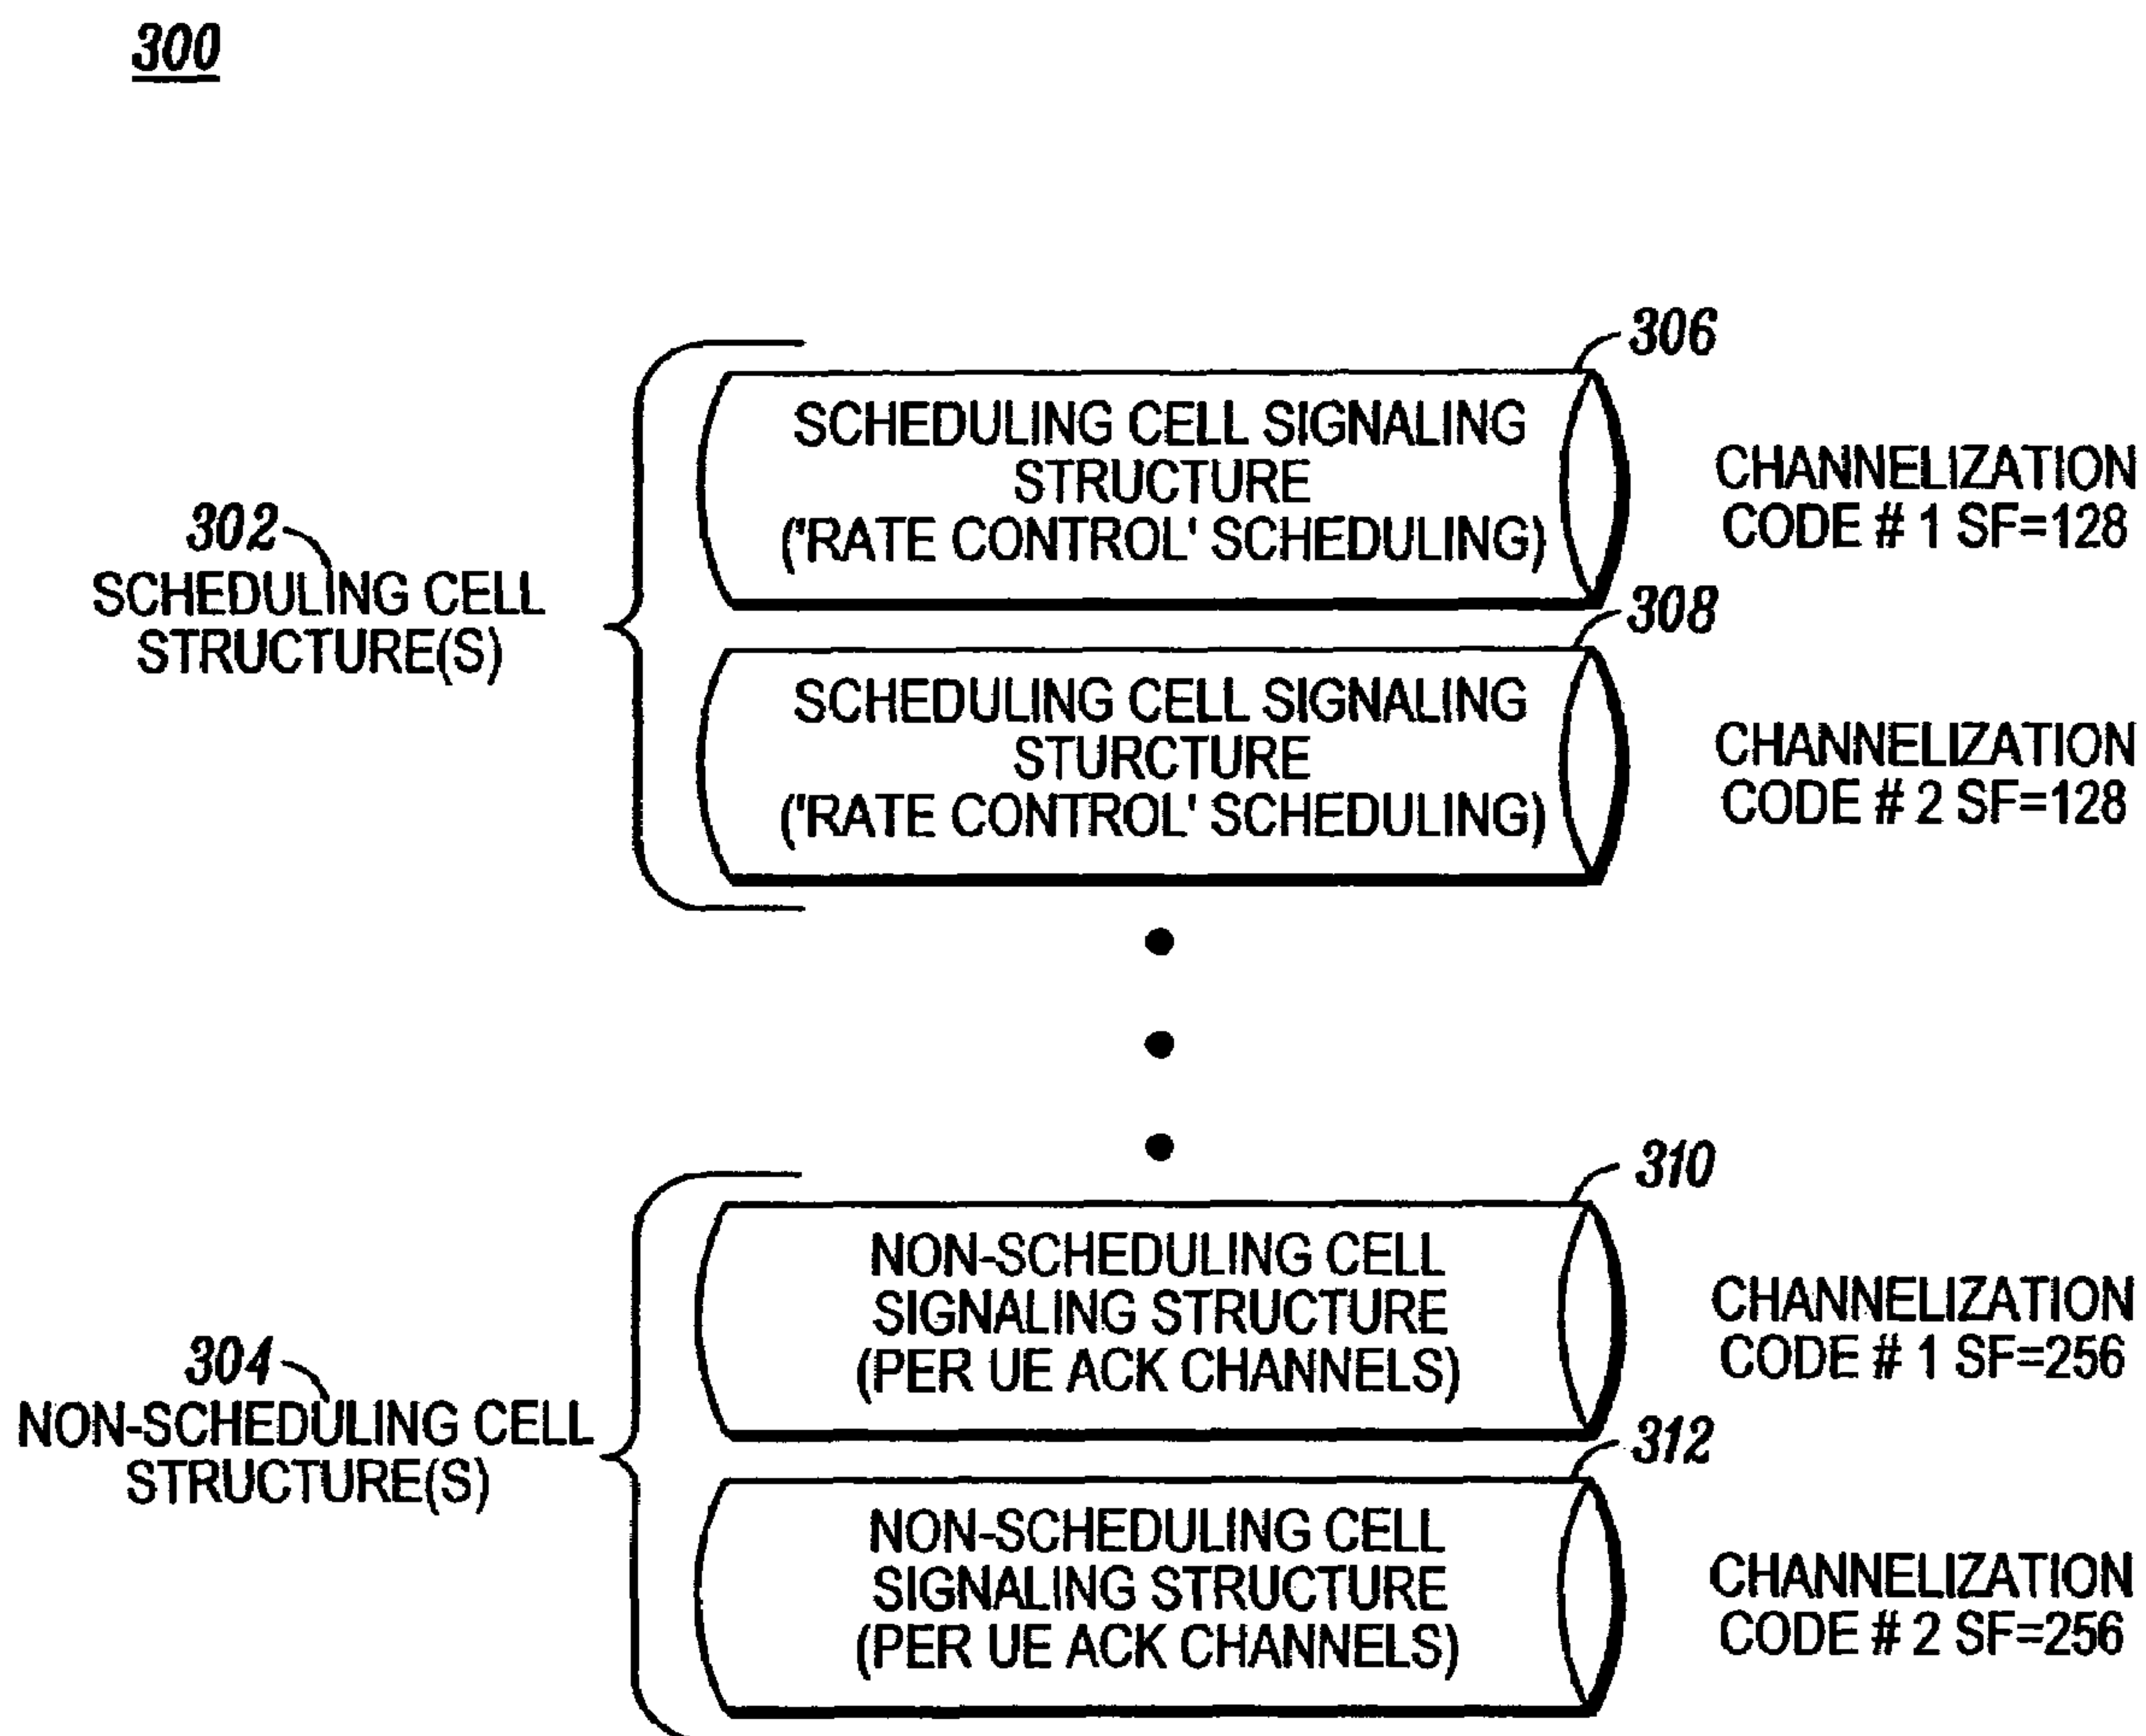 300
306
SCHEDULING CELL SIGNALING
STRUCTURE
('RATE CONTROL' SCHEDULING)
CHANNELIZATION
CODE # 1 SF=128
302
SCHEDULING CELL
STRUCTURE(S)
308
SCHEDULING CELL SIGNALING
STURCTURE
('RATE CONTROL' SCHEDULING)
CHANNELIZATION
CODE # 2 SF=128
310
NON-SCHEDULING CELL
SIGNALING STRUCTURE
(PER UE ACK CHANNELS)
CHANNELIZATION
CODE # 1 SF=256
304
NON-SCHEDULING CELL
STRUCTURE(S)
312
NON-SCHEDULING CELL
SIGNALING STRUCTURE
(PER UE ACK CHANNELS)
CHANNELIZATION
CODE # 2 SF=256